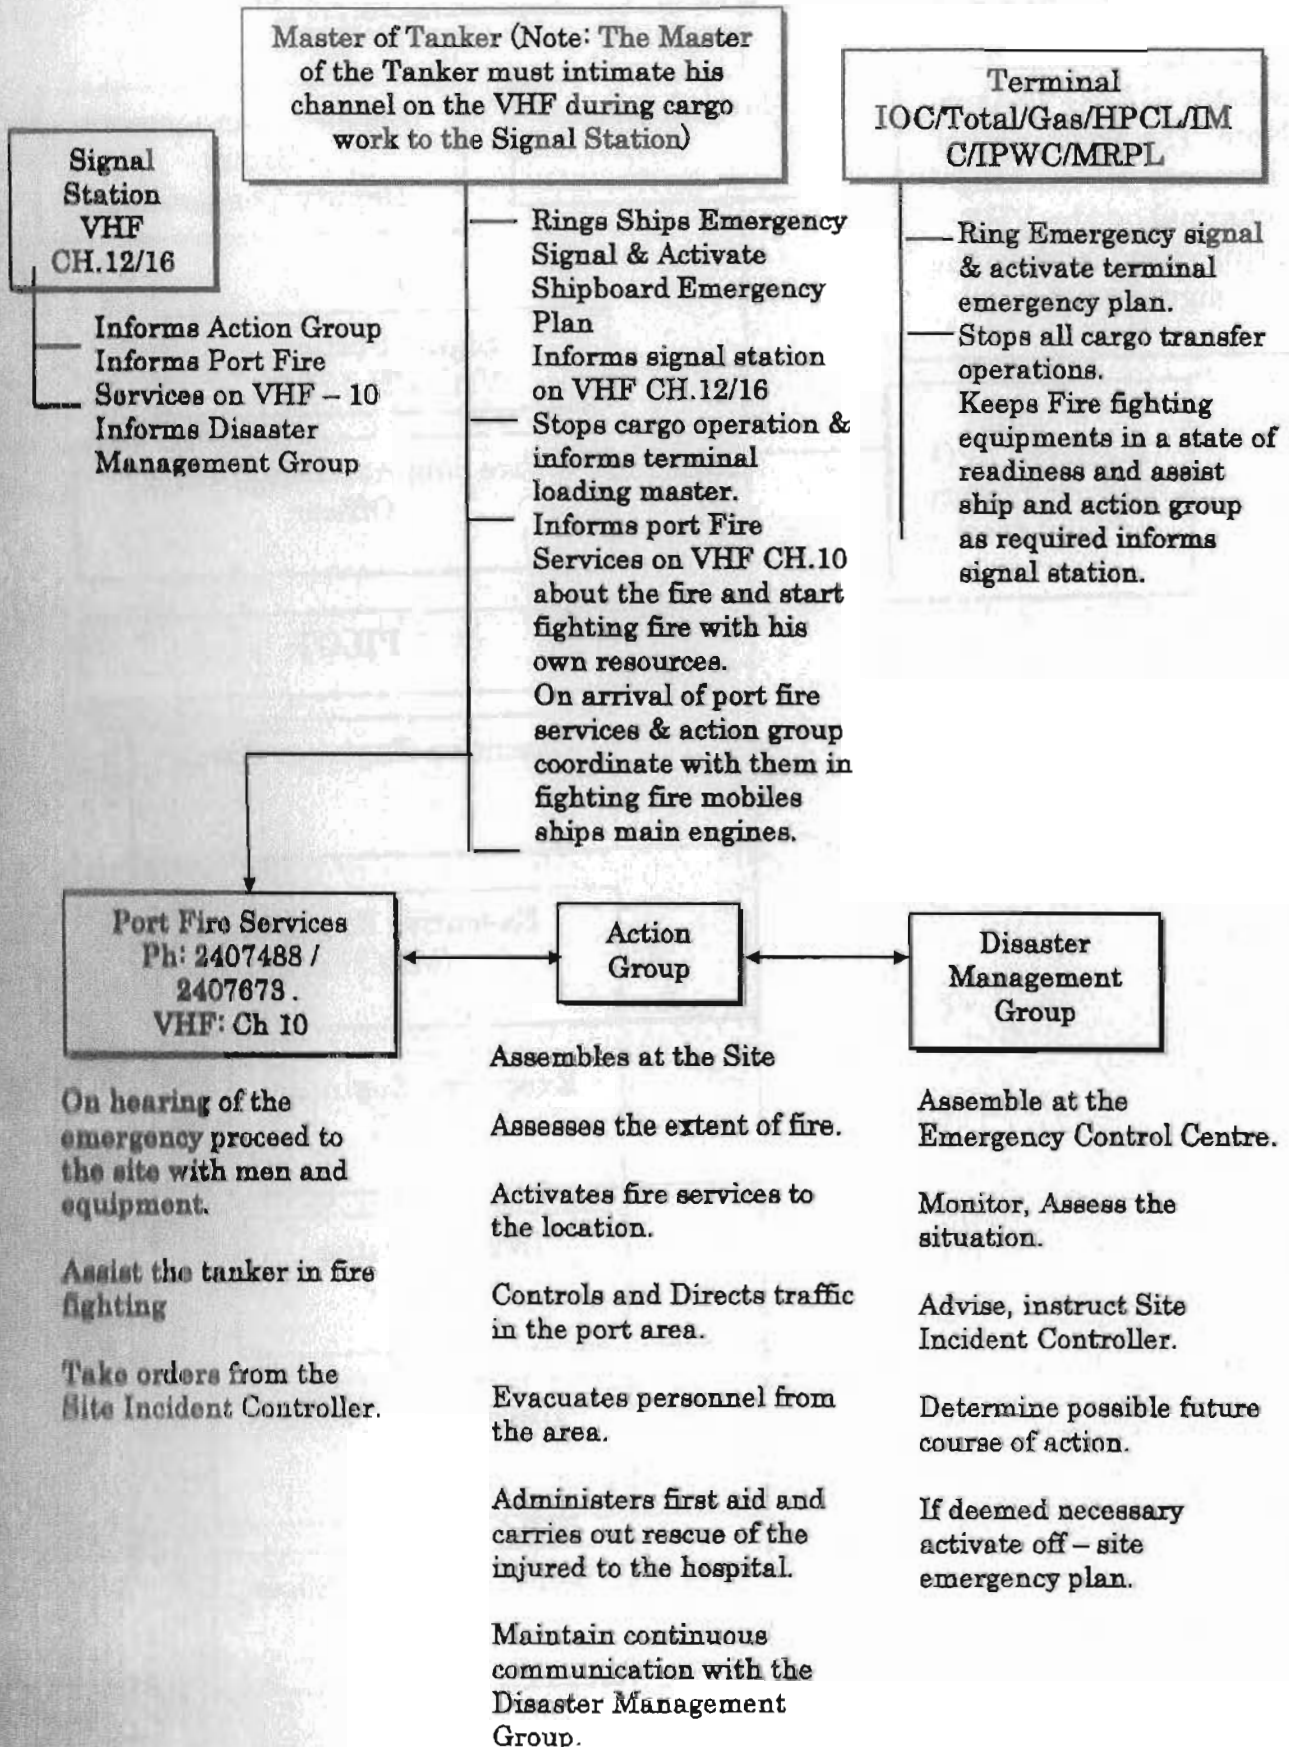 Master of Tanker (Note: The Master
of the Tanker must intimate his
channel on the VHF during cargo
work to the Signal Station)
Terminal
IOC/Total/Gas/HPCL/IM
C/IPWC/MRPL
Signal
Station
VHF
CH.12/16
Informs Action Group
Informs Port Fire
Services on VHF – 10
Informs Disaster
Management Group
Rings Ships Emergency
Signal & Activate
Shipboard Emergency
Plan
Informs signal station
on VHF CH.12/16
Stops cargo operation &
informs terminal
loading master.
Informs port Fire
Services on VHF CH.10
about the fire and start
fighting fire with his
own resources.
On arrival of port fire
services & action group
coordinate with them in
fighting fire mobiles
ships main engines.
Ring Emergency signal
& activate terminal
emergency plan.
Stops all cargo transfer
operations.
Keeps Fire fighting
equipments in a state of
readiness and assist
ship and action group
as required informs
signal station.
Port Fire Services
Ph: 2407488 /
2407673.
VHF: Ch 10
On hearing of the
emergency proceed to
the site with men and
equipment.
Assist the tanker in fire
fighting
Take orders from the
Site Incident Controller.
Action
Group
Assembles at the Site
Assesses the extent of fire.
Activates fire services to
the location.
Controls and Directs traffic
in the port area.
Evacuates personnel from
the area.
Administers first aid and
carries out rescue of the
injured to the hospital.
Maintain continuous
communication with the
Disaster Management
Group.
Disaster
Management
Group
Assemble at the
Emergency Control Centre.
Monitor, Assess the
situation.
Advise, instruct Site
Incident Controller.
Determine possible future
course of action.
If deemed necessary
activate off – site
emergency plan.